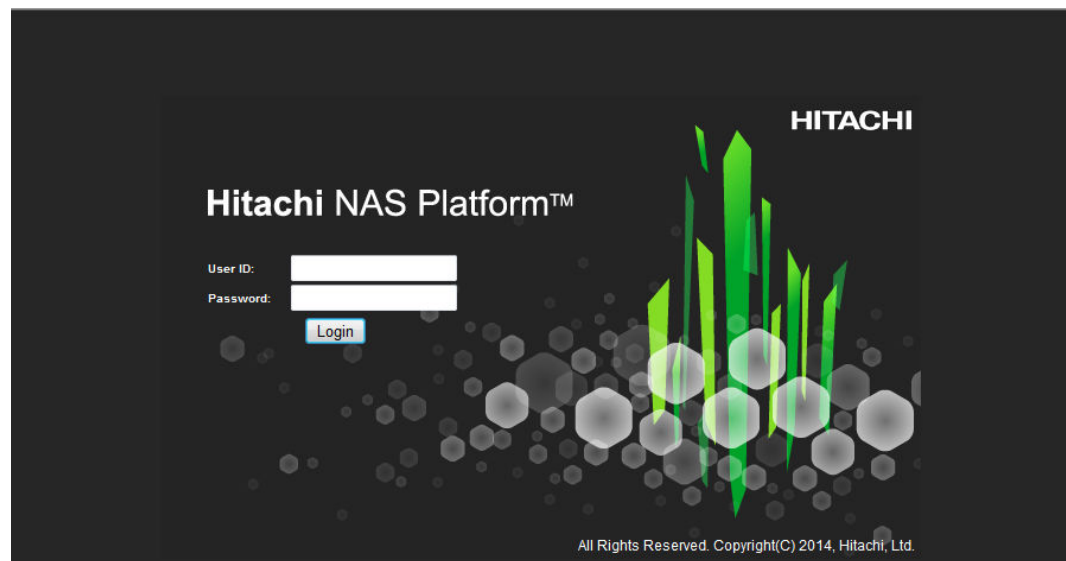 HITACHI
Hitachi NAS Platform™
User ID:
Password:
Login
All Rights Reserved. Copyright(C) 2014, Hitachi, Ltd.